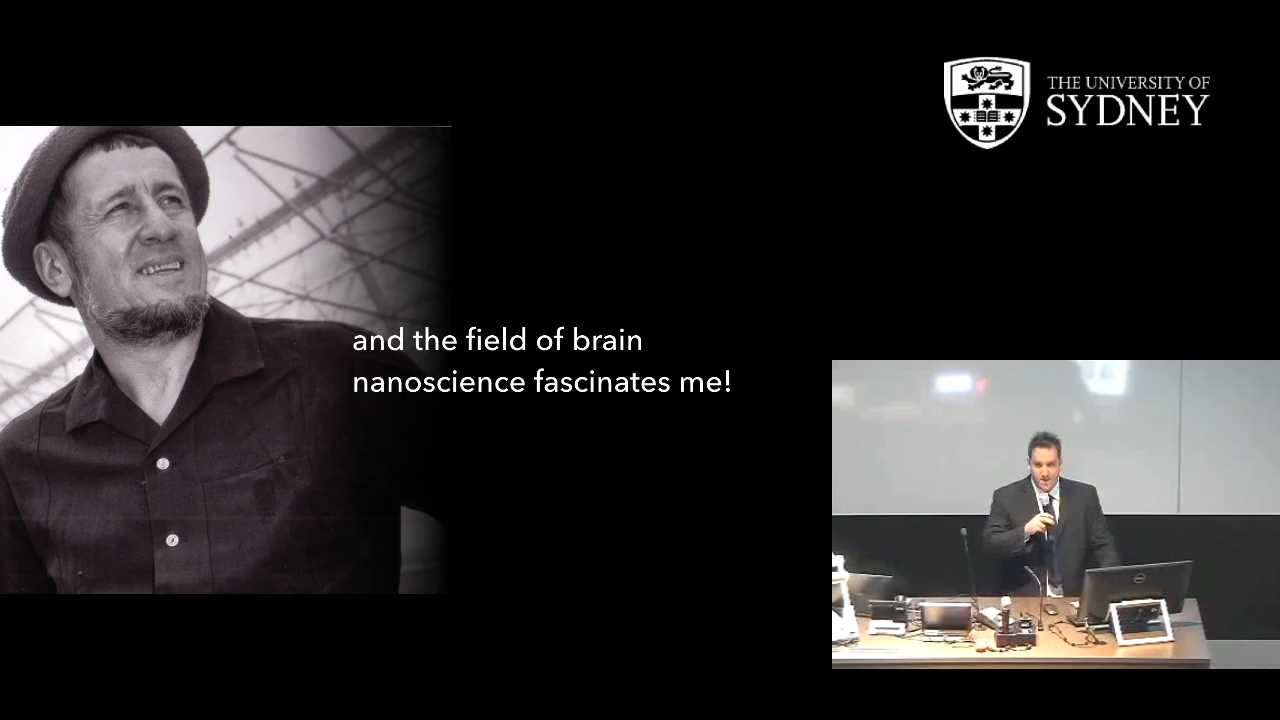 THE UNIVERSITY OF
SYDNEY
and the field of brain
nanoscience fascinates me!